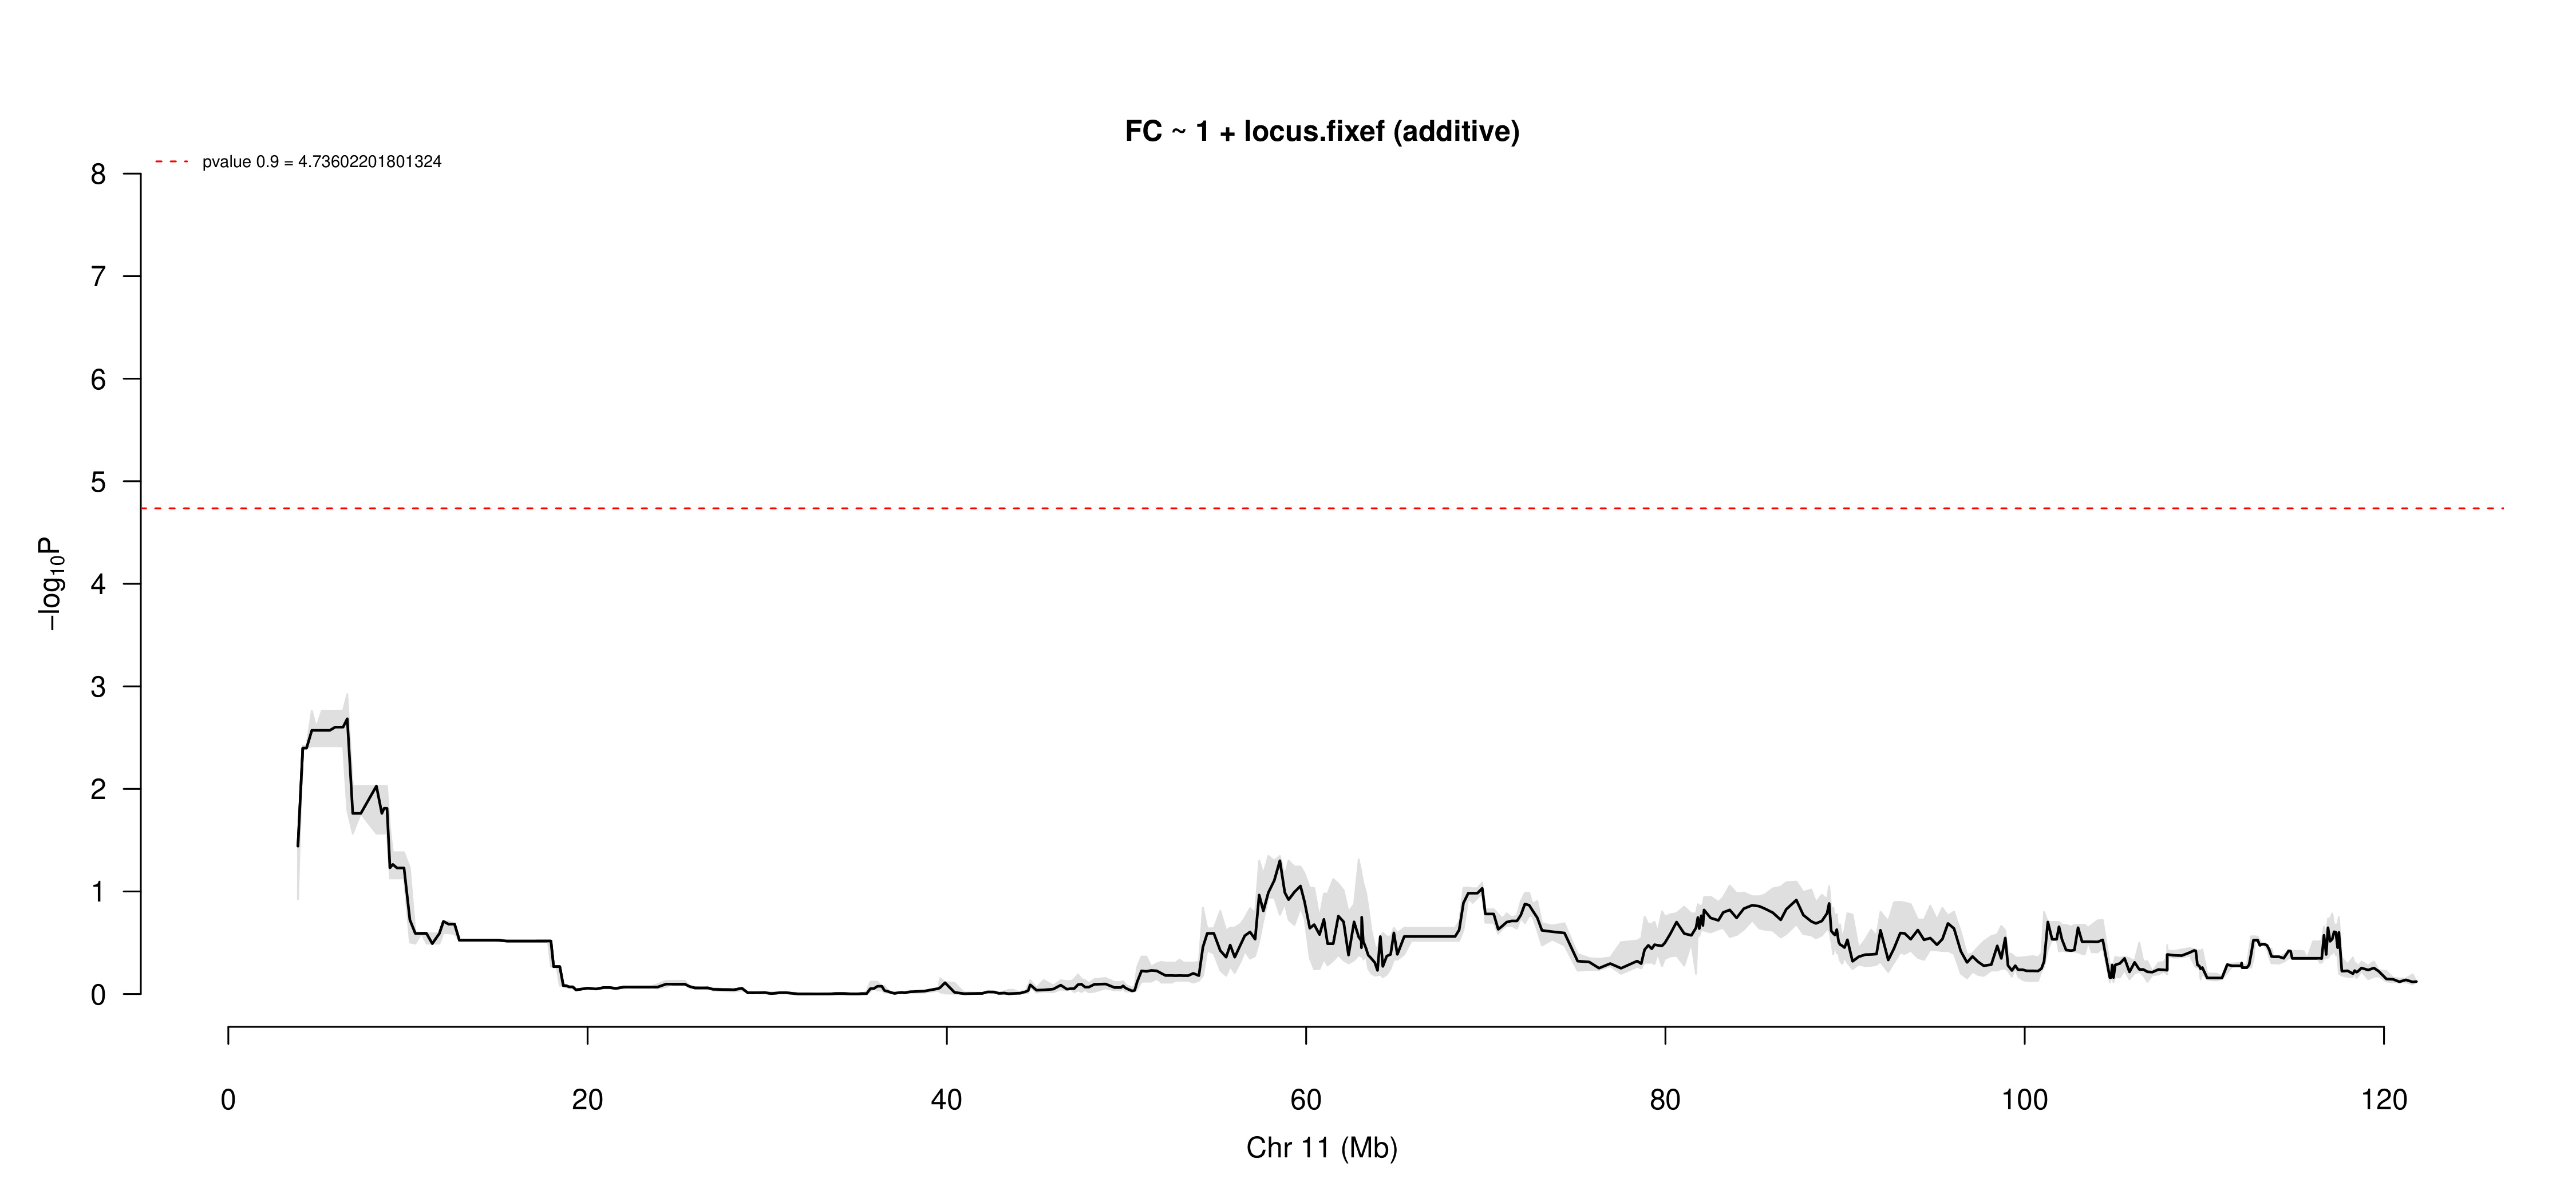 FC ~ 1 + locus.fixef (additive)
pvalue 0.9 = 4.73602201801324
8
7
6
5
4
3
2
1
0
−log10P
0 20 40 60 80 100 120
Chr 11 (Mb)